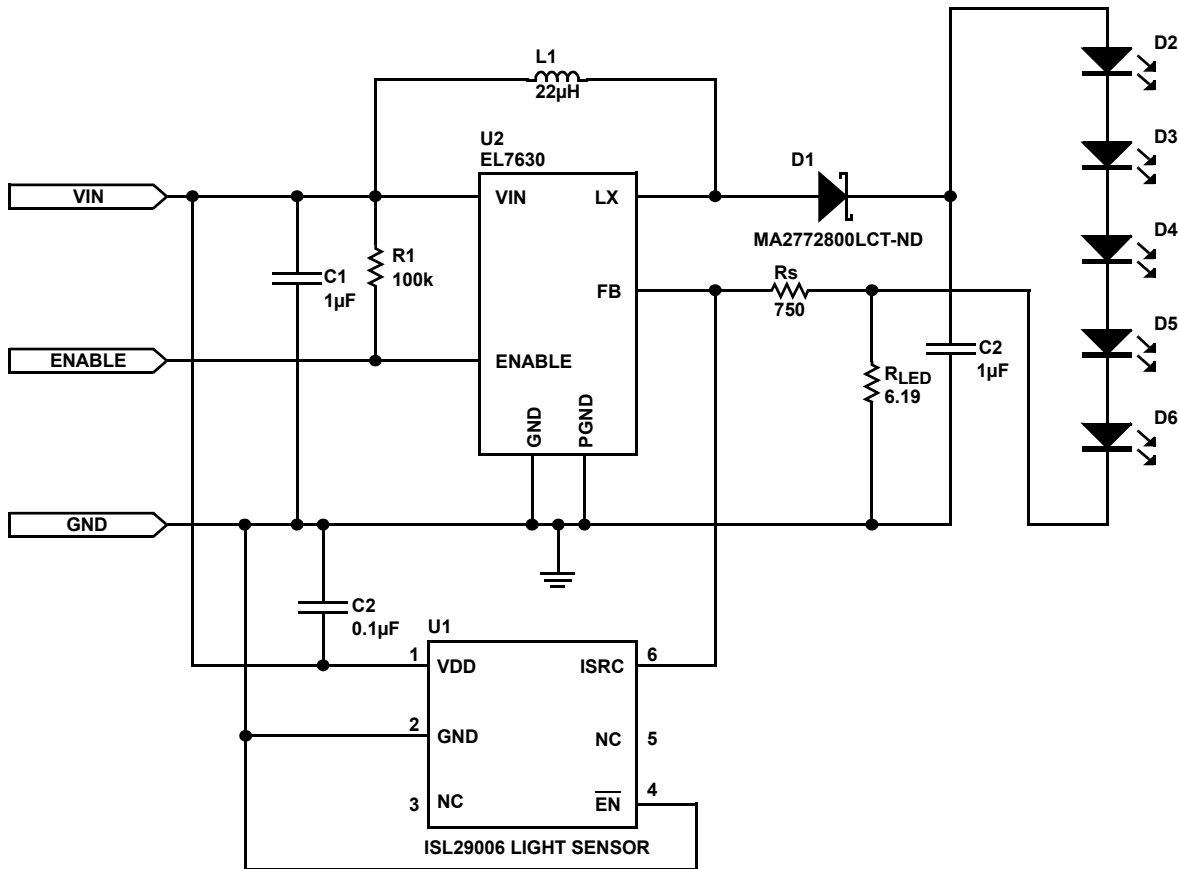 L1
22µH
U2
EL7630
VIN
VIN
LX
D1
MA2772800LCT-ND
D2
D3
D4
D5
D6
C1
1µF
R1
100k
FB
Rs
750
ENABLE
ENABLE
RLED
6.19
C2
1µF
GND
PGND
GND
C2
0.1µF
U1
1
VDD
ISRC
6
2
GND
NC
5
3
NC
EN
4
ISL29006 LIGHT SENSOR